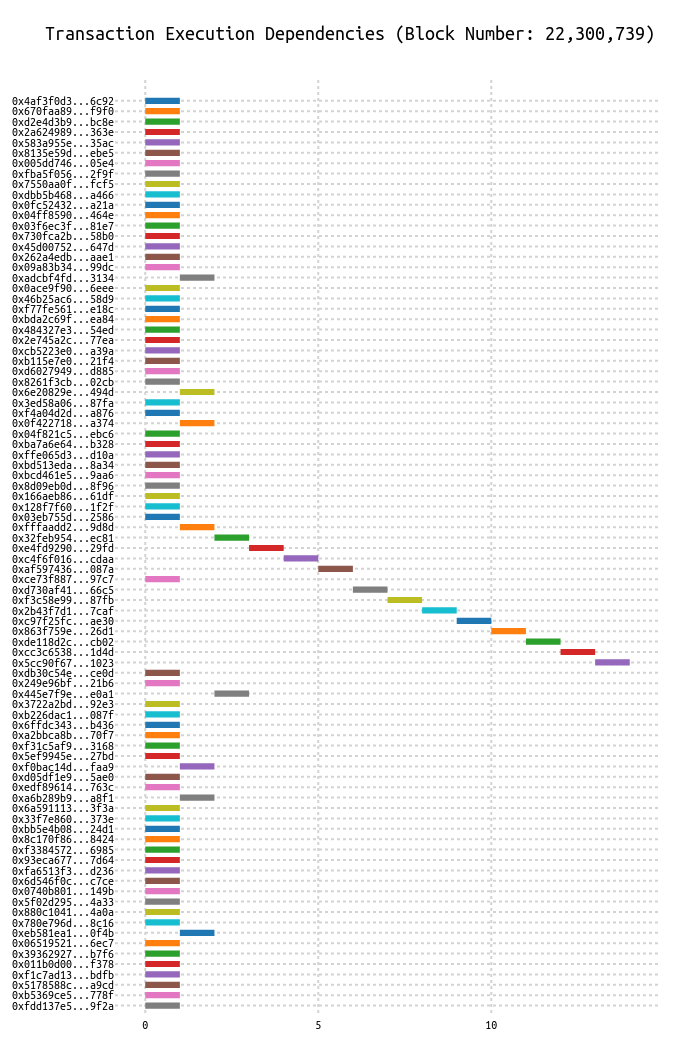 Transaction Execution Dependencies (Block Number: 22,300,739)
0x4af3f0d3...6c92
0x670faa89...f9f0
0xd2e4d3b9...bc8e
0x2a624989...363e
0x583a955e...35ac
0x8135e59d...ebe5
0x005dd746...05e4
0xfba5f056...2f9f
0x7550aa0f...fcf5
0xdbb5b468...a466
0x0fc52432...a21a
0x04ff8590...464e
0x03f6ec3f...81e7
0x730fca2b...58b0
0x45d00752...647d
0x262a4edb...aae1
0x09a83b34...99dc
0xadcbf4fd...3134
0x0ace9f90...6eee
0x46b25ac6...58d9
0xf77fe561...e18c
0xbda2c69f...ea84
0x484327e3...54ed
0x2e745a2c...77ea
0xcb5223e0...a39a
0xb115e7e0...21f4
0xd6027949...d885
0x8261f3cb...02cb
0x6e20829e...494d
0x3ed58a06...87fa
0xf4a04d2d...a876
0x0f422718...a374
0x04f821c5...ebc6
0xba7a6e64...b328
0xffe065d3...d10a
0xbd513eda...8a34
0xbcd461e5...9aa6
0x8d09eb0d...8f96
0x166aeb86...61df
0x128f7f60...1f2f
0x03eb755d...2586
0xfffaadd2...9d8d
0x32feb954...ec81
0xe4fd9290...29fd
0xc4f6f016...cdaa
0xaf597436...087a
0xce73f887...97c7
0xd730af41...66c5
0xf3c58e99...87fb
0x2b43f7d1...7caf
0xc97f25fc...ae30
0x863f759e...26d1
0xde118d2c...cb02
0xcc3c6538...1d4d
0x5cc90f67...1023
0xdb30c54e...ce0d
0x249e96bf...21b6
0x445e7f9e...e0a1
0x3722a2bd...92e3
0xb226dac1...087f
0x6ffdc343...b436
0xa2bbca8b...70f7
0xf31c5af9...3168
0x5ef9945e...27bd
0xf0bac14d...faa9
0xd05df1e9...5ae0
0xedf89614...763c
0xa6b289b9...a8f1
0x6a591113...3f3a
0x33f7e860...373e
0xbb5e4b08...24d1
0x8c170f86...8424
0xf3384572...6985
0x93eca677...7d64
0xfa6513f3...d236
0x6d546f0c...c7ce
0x0740b801...149b
0x5f02d295...4a33
0x880c1041...4a0a
0x780e796d...8c16
0xeb581ea1...0f4b
0x06519521...6ec7
0x39362927...b7f6
0x011b0d00...f378
0xf1c7ad13...bdfb
0x5178588c...a9cd
0xb5369ce5...778f
0xfdd137e5...9f2a
0 5 10